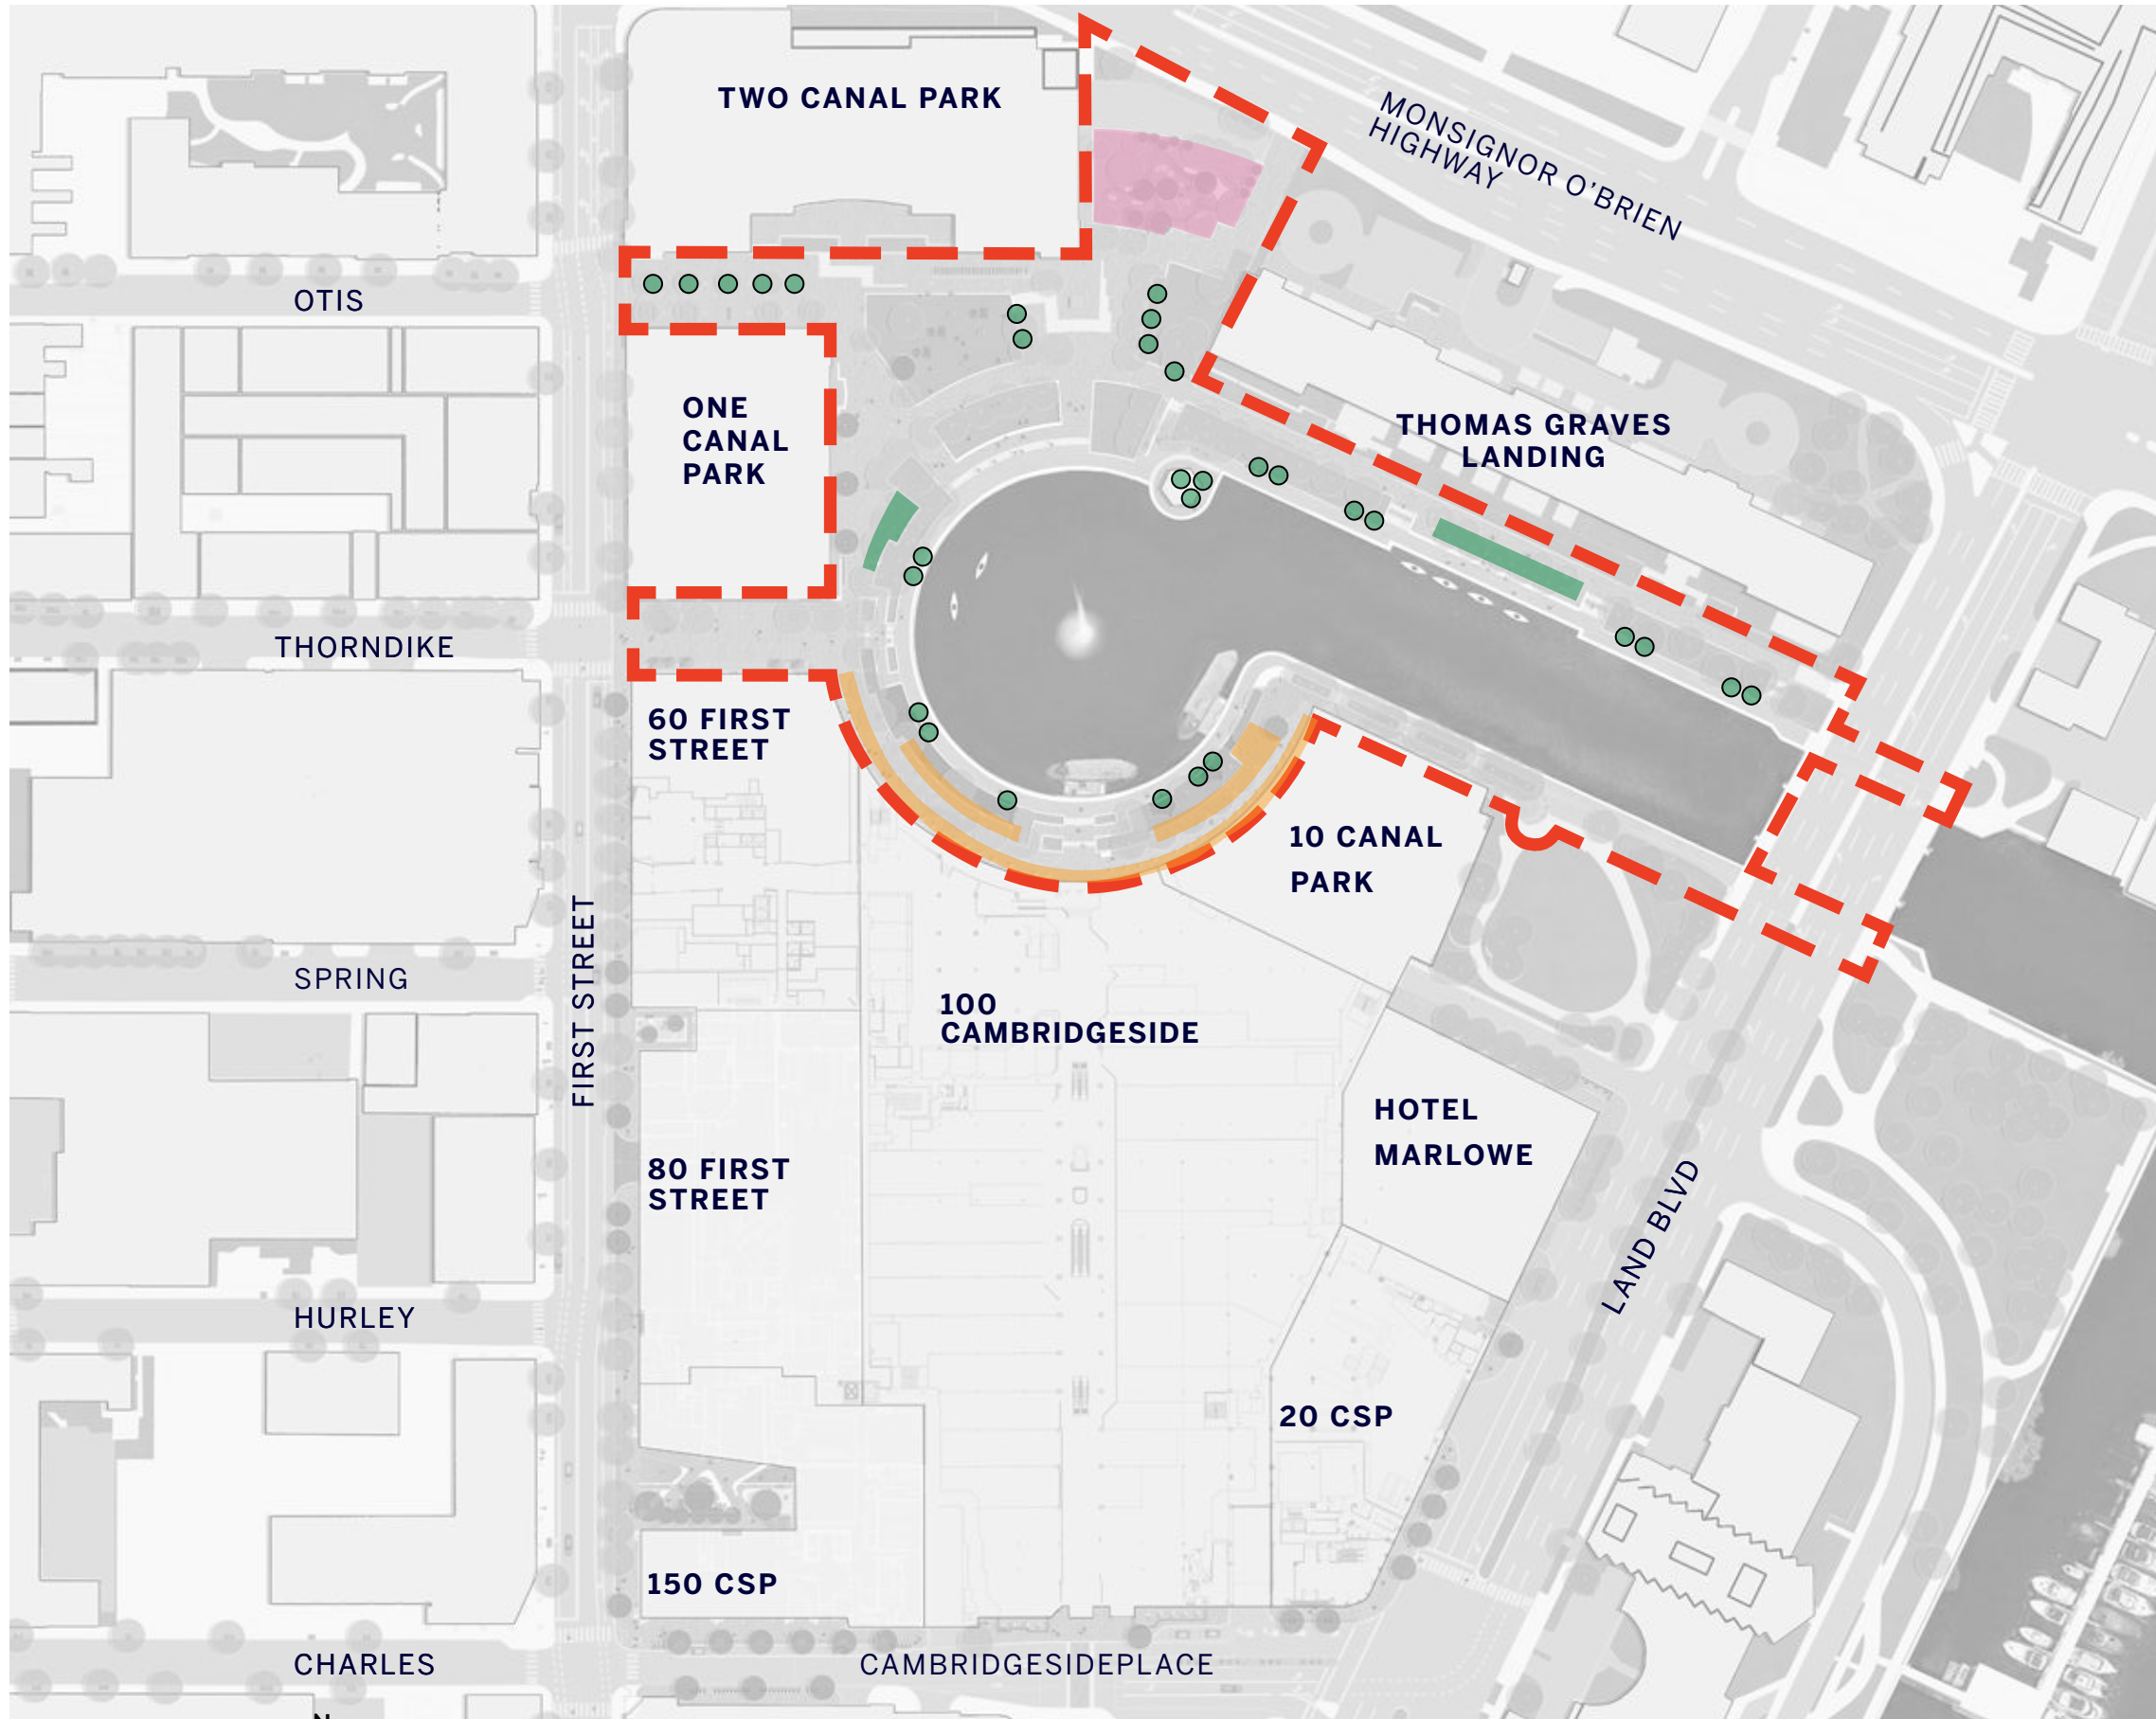 TWO CANAL PARK
MONSIGNOR O'BRIEN
HIGHWAY
OTIS
ONE
CANAL
PARK
THOMAS GRAVES
LANDING
THORNDIKE
60 FIRST
STREET
10 CANAL
PARK
FIRST STREET
SPRING
100
CAMBRIDGESIDE
HOTEL
MARLOWE
80 FIRST
STREET
LAND BLVD
HURLEY
20 CSP
150 CSP
CHARLES
CAMBRIDGESIDEPLACE